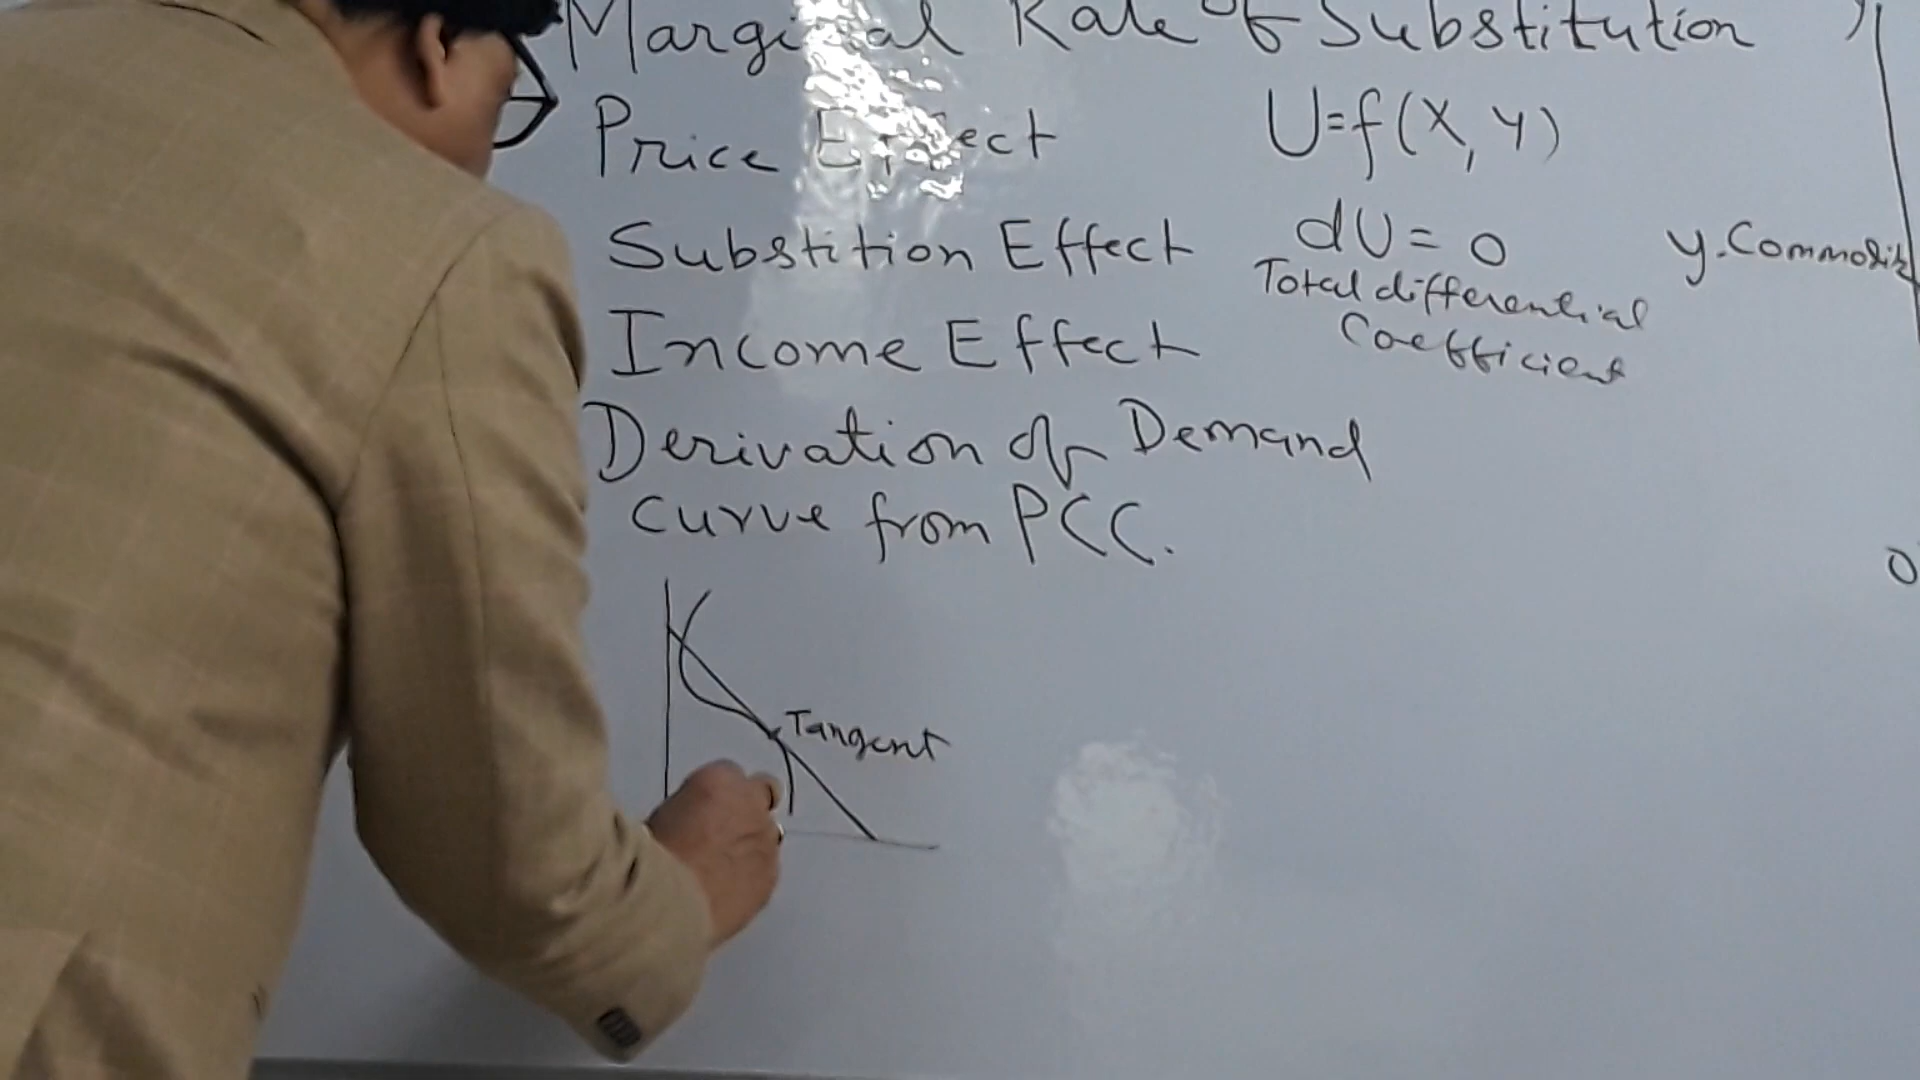 Marginal Rate of Substitution
Price Effect
U=f(X, Y)
Substition Effect
dU = 0
Total differential
Coefficient
y.Commodit
Income Effect
Derivation of Demand
curve from PCC.
Tangent
0